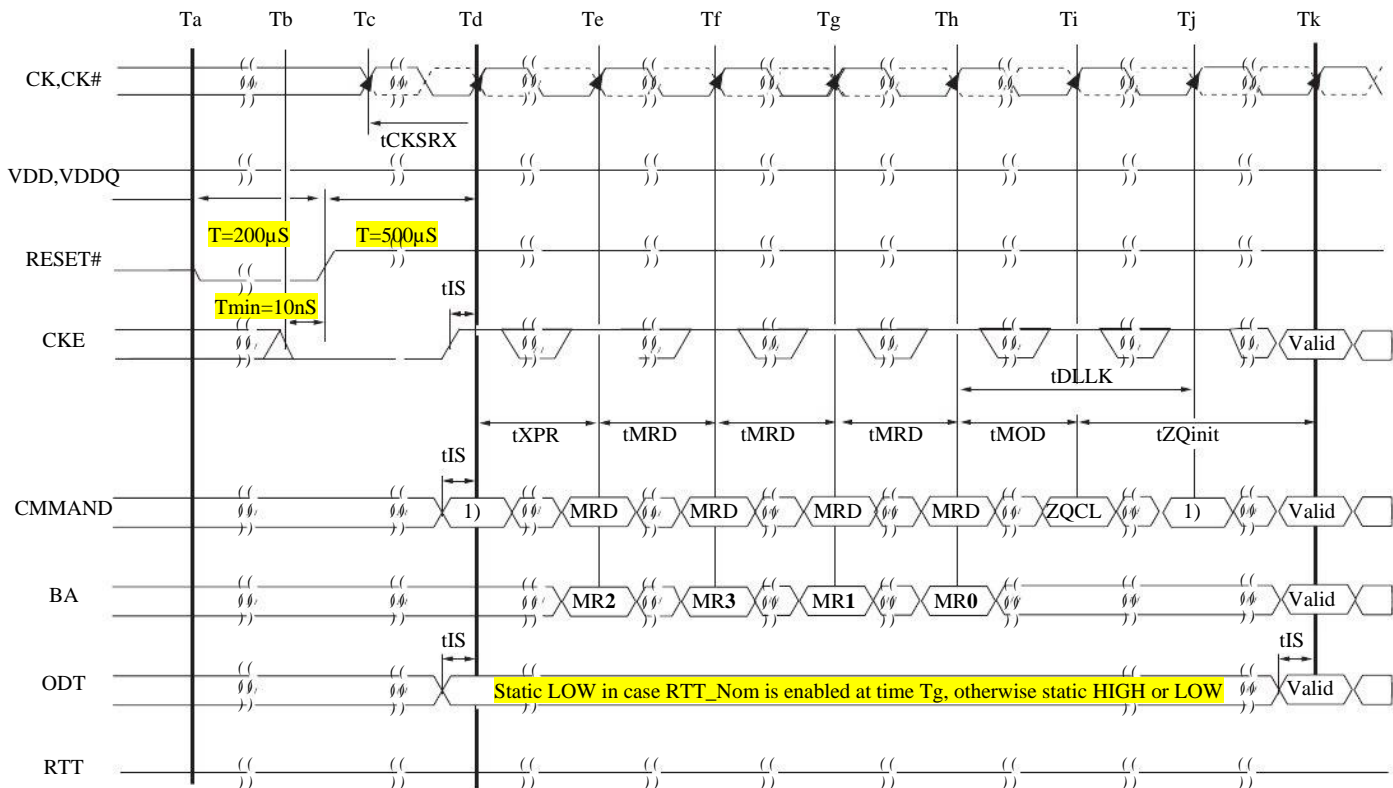 Ta Tb Tc Td Te Tf Tg Th Ti Tj Tk
CK,CK#
tCKSRX
VDD,VDDQ
T=200µS T=500µS
RESET#
Tmin=10nS tIS
CKE Valid
tDLLK
tXPR tMRD tMRD tMRD tMOD tZQinit
tIS
CMMAND 1) MRD MRD MRD MRD ZQCL 1) Valid
BA MR2 MR3 MR1 MR0 Valid
tIS tIS
ODT Static LOW in case RTT_Nom is enabled at time Tg, otherwise static HIGH or LOW Valid
RTT